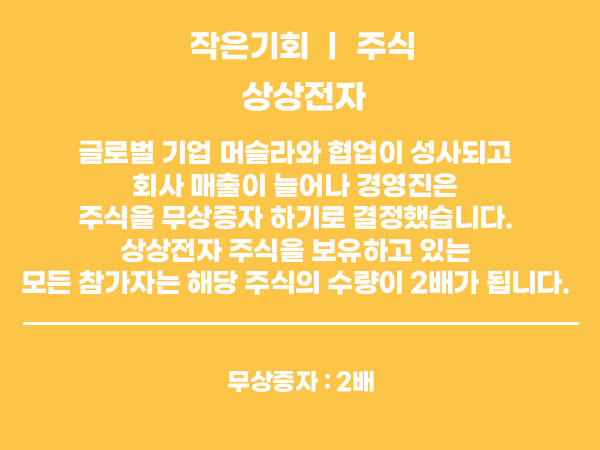 작은기회 ㅣ 주식
상상전자
글로벌 기업 머슬라와 협업이 성사되고
회사 매출이 늘어나 경영진은
주식을 무상증자 하기로 결정했습니다.
상상전자 주식을 보유하고 있는
모든 참가자는 해당 주식의 수량이 2배가 됩니다.
무상증자 : 2배